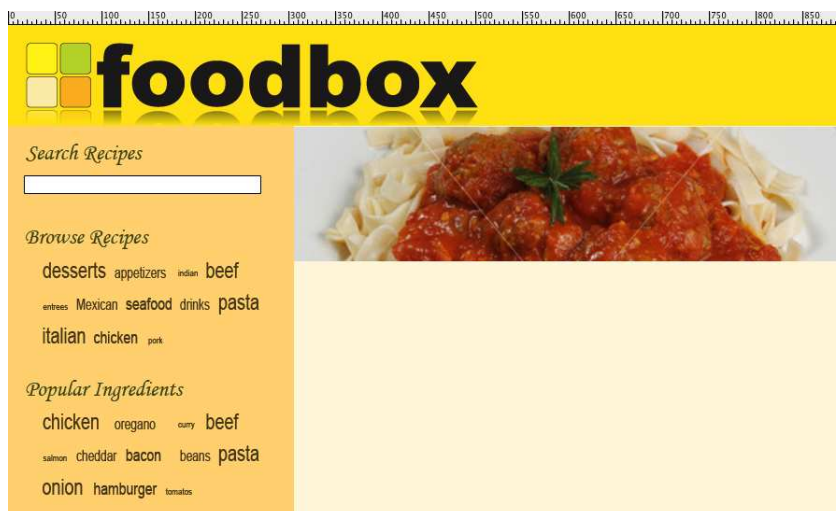 0 50 100 150 200 250 300 350 400 450 500 550 600 650 700 750 800 850
foodbox
Search Recipes
Browse Recipes
desserts appetizers indian beef
entrees Mexican seafood drinks pasta
italian chicken pork
Popular Ingredients
chicken oregano curry beef
salmon cheddar bacon beans pasta
onion hamburger tomatos